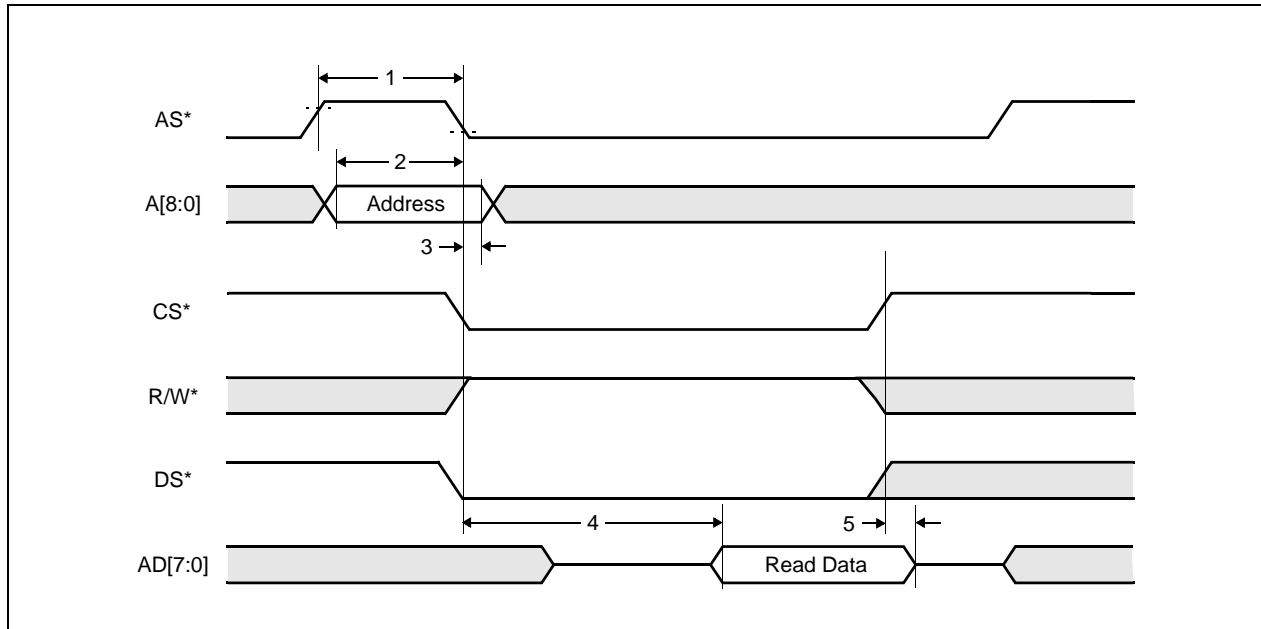 1
AS*
2
A[8:0]
Address
3
CS*
R/W*
DS*
4
5
AD[7:0]
Read Data